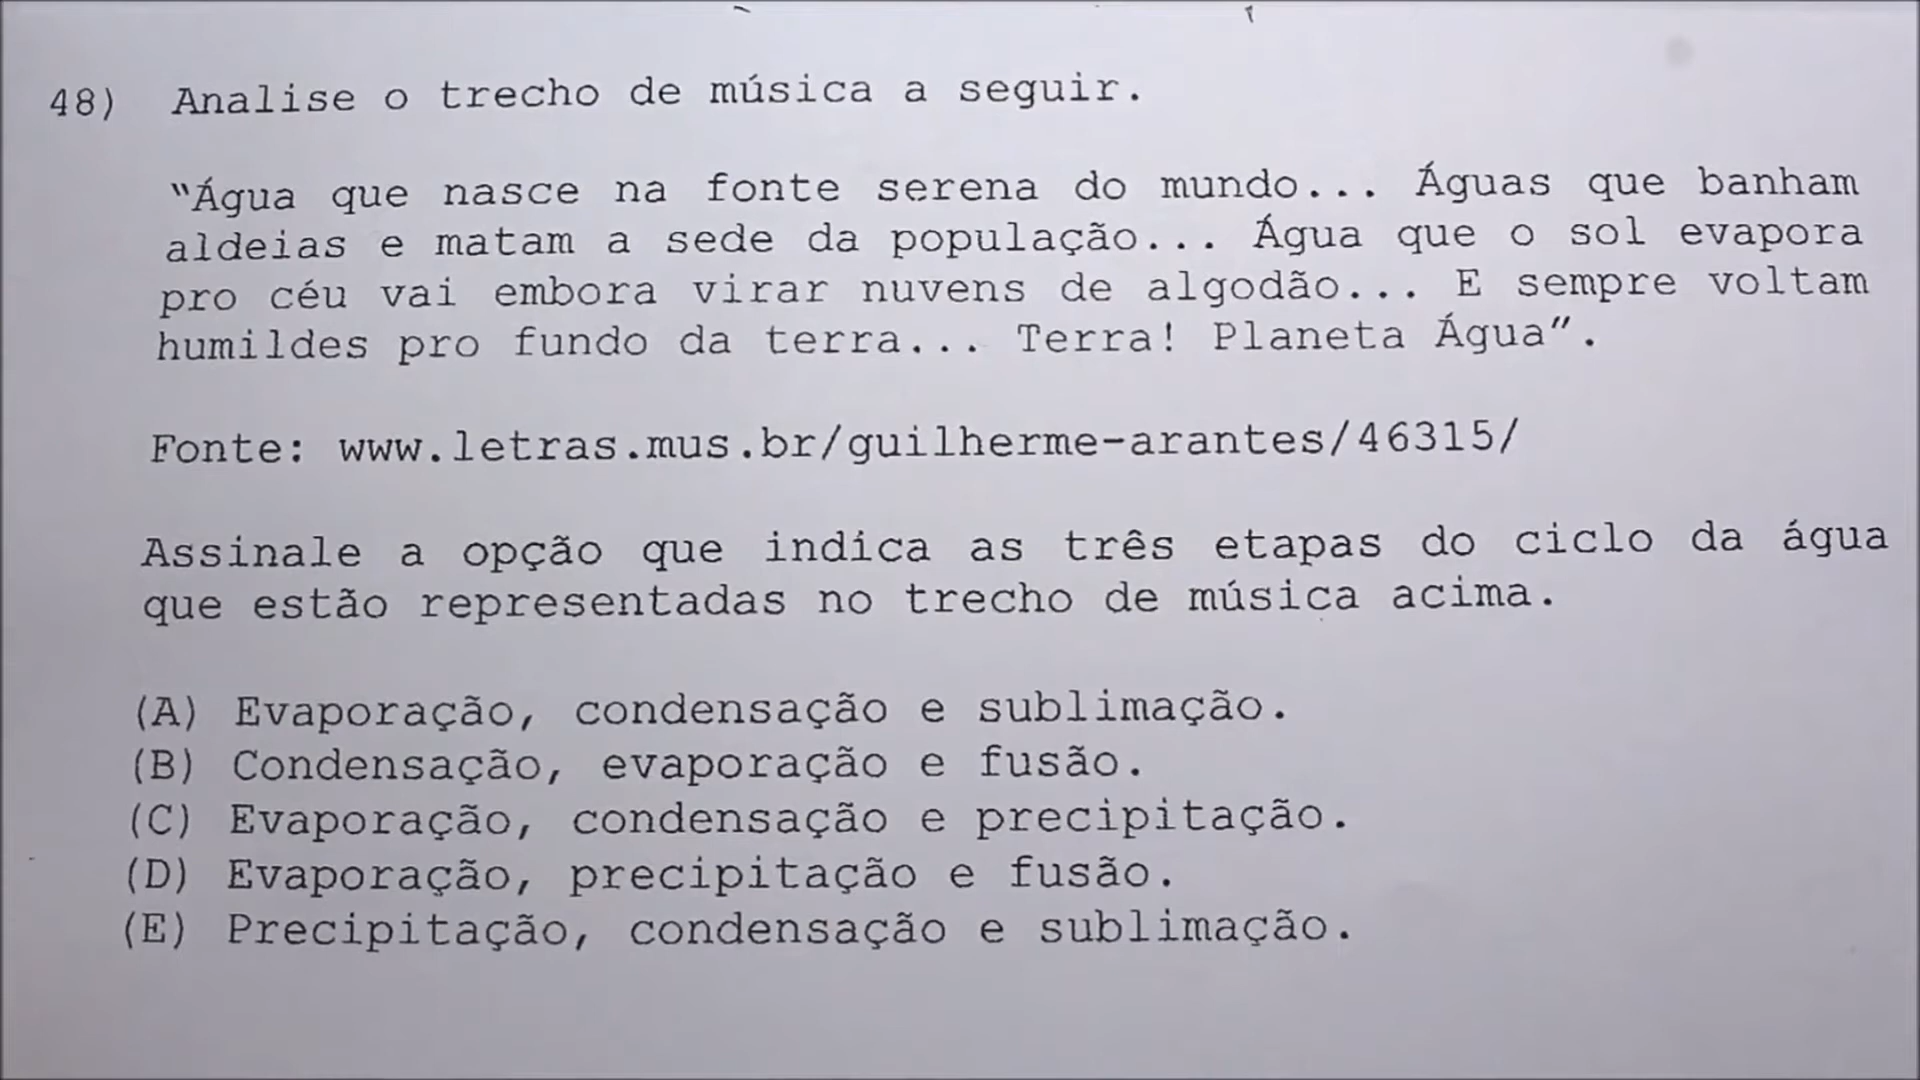 48) Analise o trecho de música a seguir.
"Água que nasce na fonte serena do mundo... Águas que banham
aldeias e matam a sede da população... Água que o sol evapora
pro céu vai embora virar nuvens de algodão... E sempre voltam
humildes pro fundo da terra... Terra! Planeta Água".
Fonte: www.letras.mus.br/guilherme-arantes/46315/
Assinale a opção que indica as três etapas do ciclo da água
que estão representadas no trecho de música acima.
(A) Evaporação, condensação e sublimação.
(B) Condensação, evaporação e fusão.
(C) Evaporação, condensação e precipitação.
(D) Evaporação, precipitação e fusão.
(E) Precipitação, condensação e sublimação.